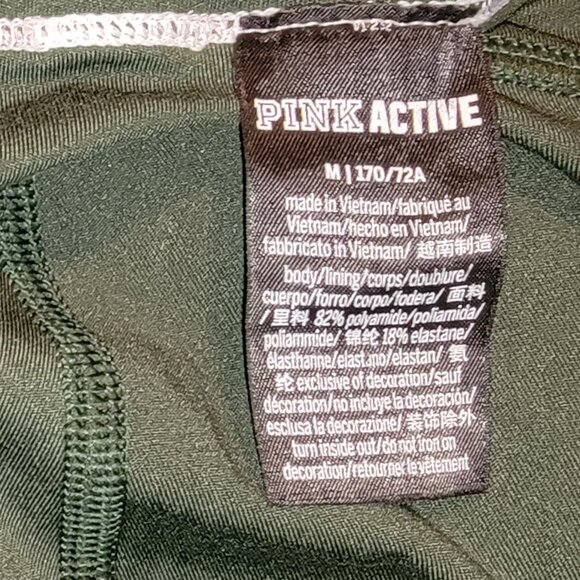 PINK ACTIVE
M | 170/72A
made in Vietnam/fabriqué au
Vietnam/hecho en Vietnam/
fabbricato in Vietnam/ 越南制造
body/lining/corps/doublure/
cuerpo/forro/corpo/fodera/ 面料
/ 里料 82% polyamide/poliamida/
poliammide/ 锦纶 18% elastane/
élasthanne/elastano/elastan/ 氨
纶 exclusive of decoration/sauf
décoration/no incluye la decoración/
esclusa la decorazione/ 装饰除外
turn inside out/do not iron on
decoration/retourner le vêtement